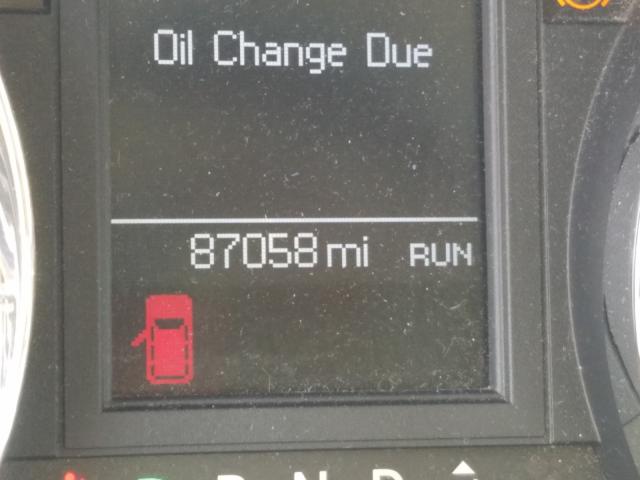 Oil Change Due
87058 mi RUN
R N D